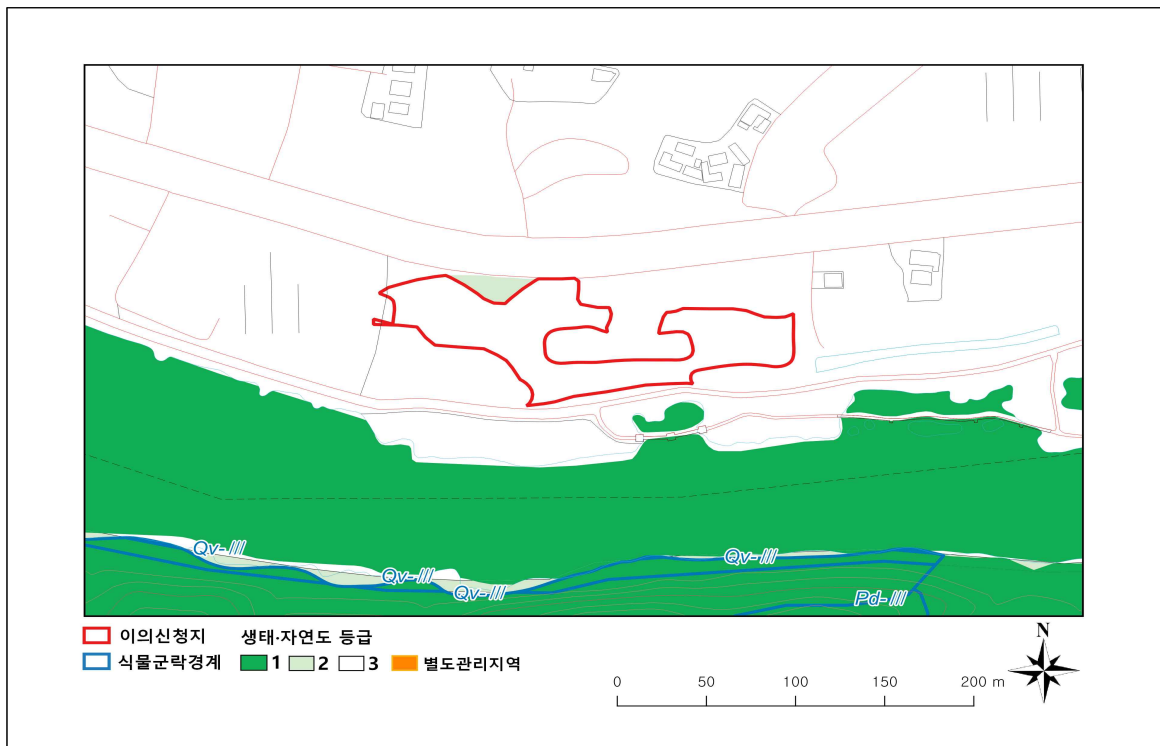 Qv-III
Qv-III
Qv-III
Qv-III
Pd-III
이의신청지 생태·자연도 등급
식물군락경계 1 2 3 별도관리지역
N
0 50 100 150 200 m